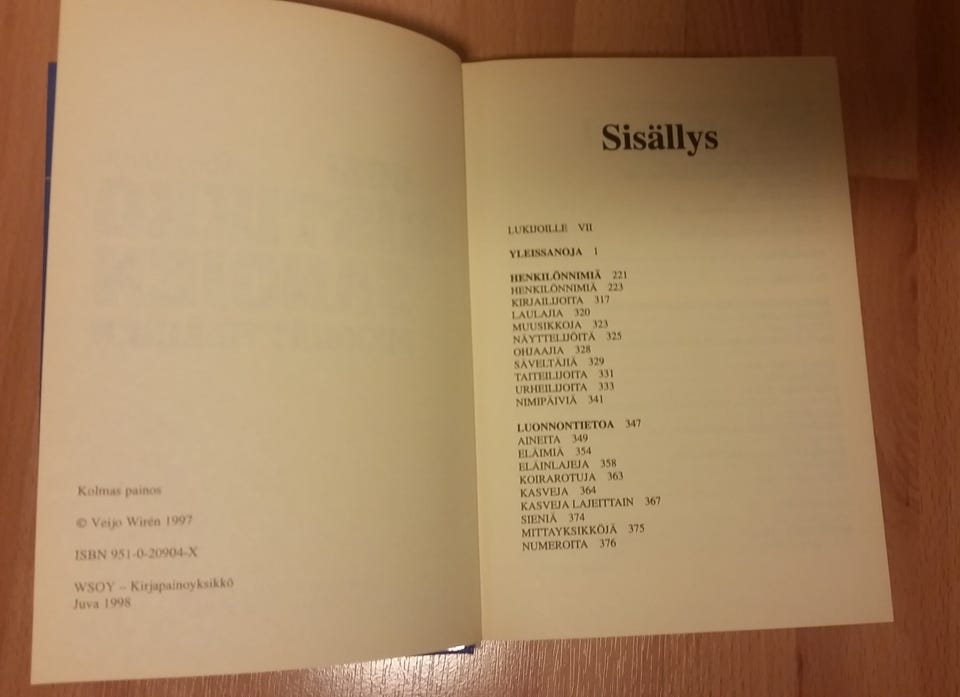 Kolmas painos
© Veijo Wirén 1997
ISBN 951-0-20904-X
WSOY – Kirjapainoyksikkö
Juva 1998
Sisällys
LUKIJOILLE VII
YLEISSANOJA 1
HENKILÖNNIMIÄ 221
HENKILÖNNIMIÄ 223
KIRJAILIJOITA 317
LAULAJIA 320
MUUSIKKOJA 323
NÄYTTELIJÖITÄ 325
OHJAAJIA 328
SÄVELTÄJIÄ 329
TAITEILIJOITA 331
URHEILIJOITA 333
NIMIPÄIVIÄ 341
LUONNONTIETOA 347
AINEITA 349
ELÄIMIÄ 354
ELÄINLAJEJA 358
KOIRAROTUJA 363
KASVEJA 364
KASVEJA LAJEITTAIN 367
SIENIÄ 374
MITTAYKSIKKÖJÄ 375
NUMEROITA 376